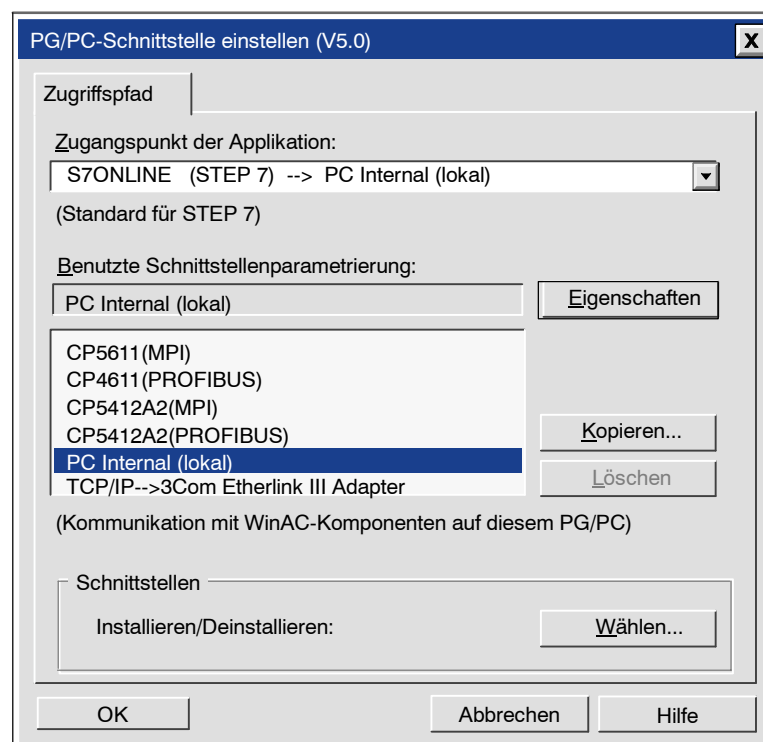 PG/PC-Schnittstelle einstellen (V5.0)
X
Zugriffspfad
Zugangspunkt der Applikation:
S7ONLINE (STEP 7) --> PC Internal (lokal)
(Standard für STEP 7)
Benutzte Schnittstellenparametrierung:
PC Internal (lokal)
Eigenschaften
CP5611(MPI)
CP4611(PROFIBUS)
CP5412A2(MPI)
CP5412A2(PROFIBUS)
PC Internal (lokal)
TCP/IP-->3Com Etherlink III Adapter
Kopieren...
Löschen
(Kommunikation mit WinAC-Komponenten auf diesem PG/PC)
Schnittstellen
Installieren/Deinstallieren:
Wählen...
OK
Abbrechen
Hilfe